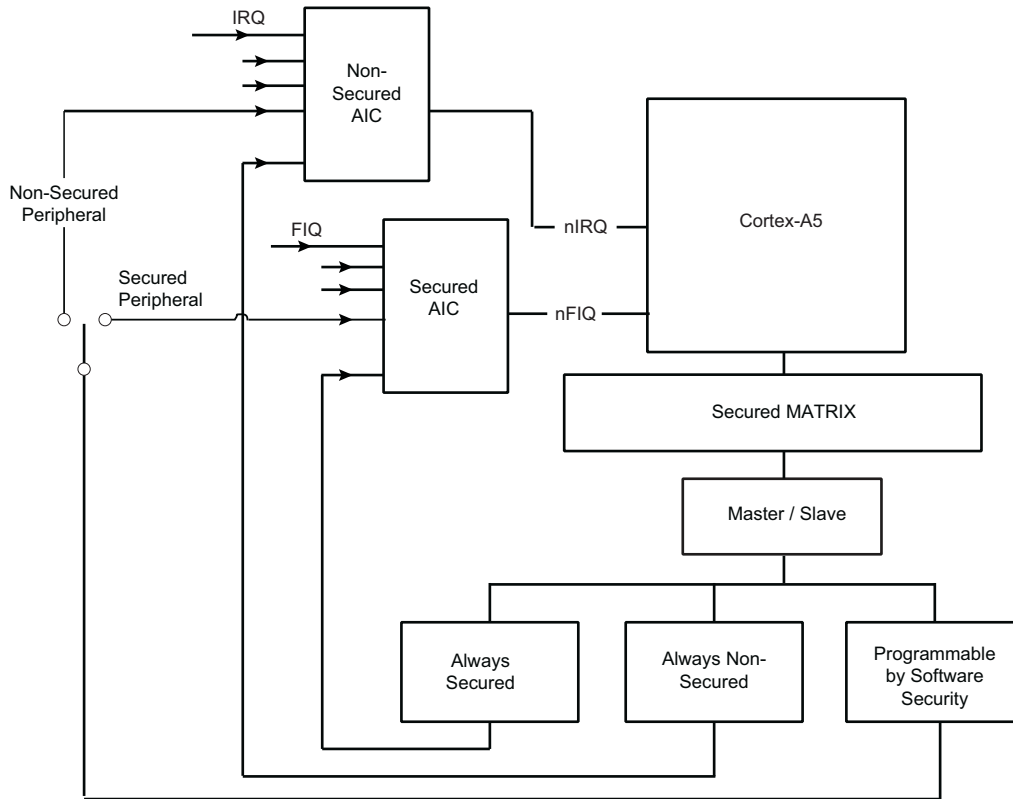 IRQ
Non-
Secured
AIC
Non-Secured
Peripheral
nIRQ
Cortex-A5
FIQ
Secured
Peripheral
Secured
AIC
nFIQ
Secured MATRIX
Master / Slave
Always
Secured
Always Non-
Secured
Programmable
by Software
Security